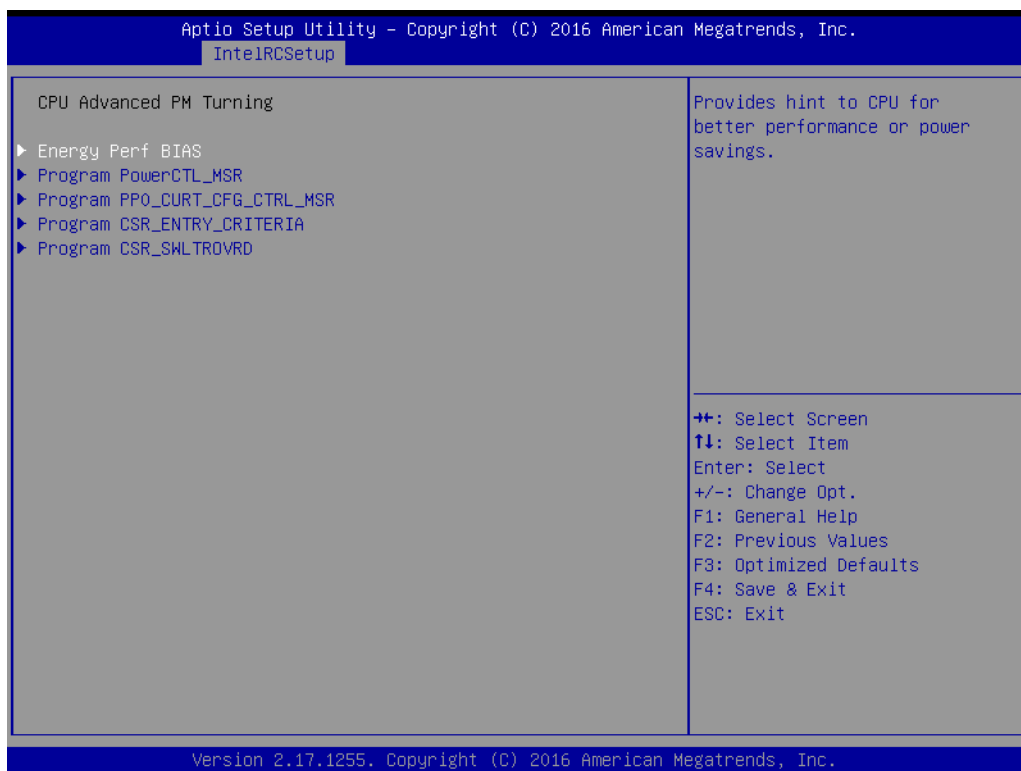 Aptio Setup Utility – Copyright (C) 2016 American Megatrends, Inc.
IntelRCSetup
CPU Advanced PM Turning
Energy Perf BIAS
Program PowerCTL_MSR
Program PPO_CURT_CFG_CTRL_MSR
Program CSR_ENTRY_CRITERIA
Program CSR_SWLTROVRD
Provides hint to CPU for
better performance or power
savings.
→←: Select Screen
↑↓: Select Item
Enter: Select
+/-: Change Opt.
F1: General Help
F2: Previous Values
F3: Optimized Defaults
F4: Save & Exit
ESC: Exit
Version 2.17.1255. Copyright (C) 2016 American Megatrends, Inc.